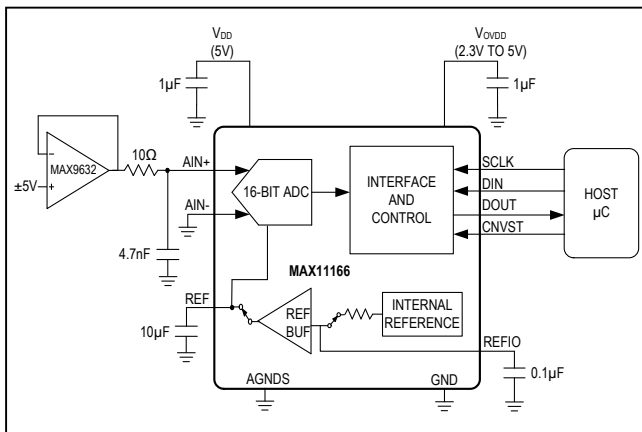 VDD
(5V)
VOVDD
(2.3V TO 5V)
1µF
1µF
MAX9632
10Ω
±5V
AIN+
AIN-
4.7nF
16-BIT ADC
INTERFACE
AND
CONTROL
SCLK
DIN
DOUT
CNVST
HOST
µC
MAX11166
REF
10µF
REF
BUF
INTERNAL
REFERENCE
REFIO
0.1µF
AGNDS
GND